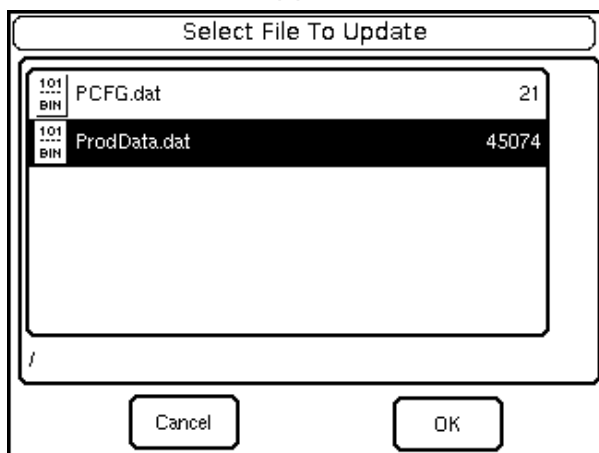 Select File To Update
101 BIN PCFG.dat 21
101 BIN ProdData.dat 45074
/
Cancel OK